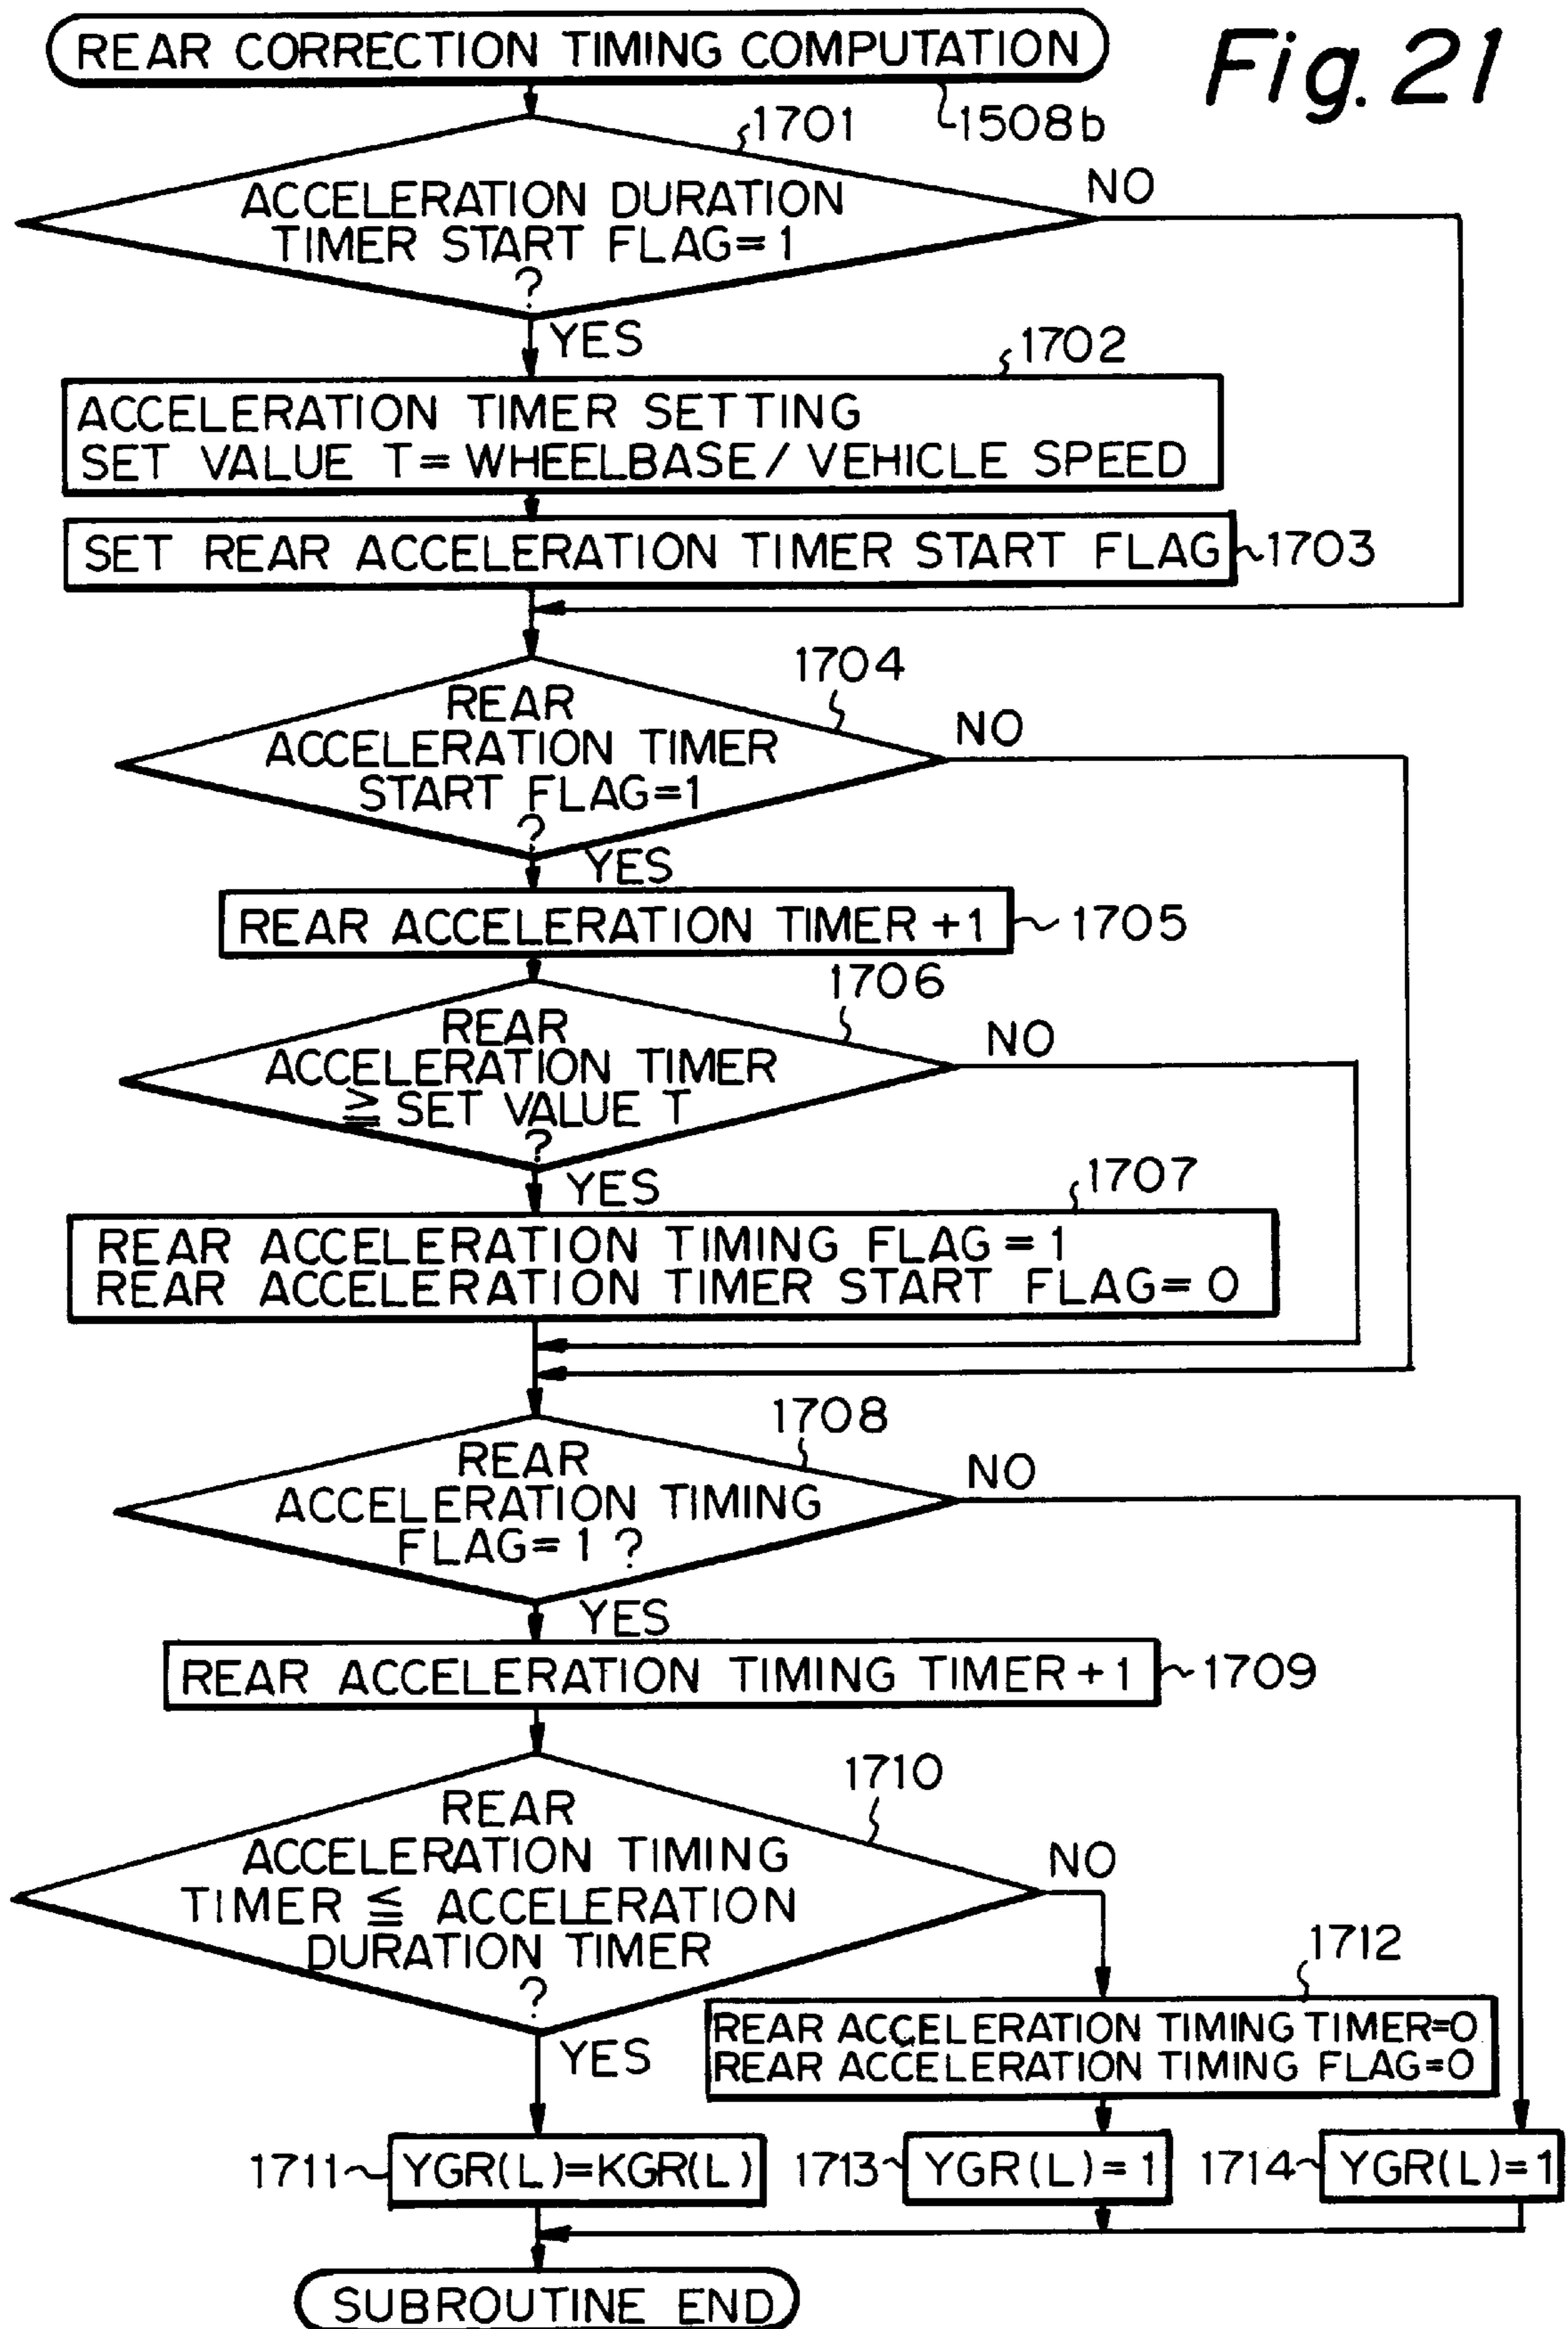 REAR CORRECTION TIMING COMPUTATION
Fig. 21
1508b
1701
ACCELERATION DURATION
TIMER START FLAG=1
?
NO
YES
1702
ACCELERATION TIMER SETTING
SET VALUE T=WHEELBASE/VEHICLE SPEED
SET REAR ACCELERATION TIMER START FLAG
1703
1704
REAR
ACCELERATION TIMER
START FLAG=1
?
NO
YES
REAR ACCELERATION TIMER +1
1705
1706
REAR
ACCELERATION TIMER
≧ SET VALUE T
?
NO
YES
1707
REAR ACCELERATION TIMING FLAG=1
REAR ACCELERATION TIMER START FLAG=0
1708
REAR
ACCELERATION TIMING
FLAG=1 ?
NO
YES
REAR ACCELERATION TIMING TIMER+1
1709
1710
REAR
ACCELERATION TIMING
TIMER ≦ ACCELERATION
DURATION TIMER
?
NO
YES
1712
REAR ACCELERATION TIMING TIMER=0
REAR ACCELERATION TIMING FLAG=0
1711
YGR(L)=KGR(L)
1713
YGR(L)=1
1714
YGR(L)=1
SUBROUTINE END